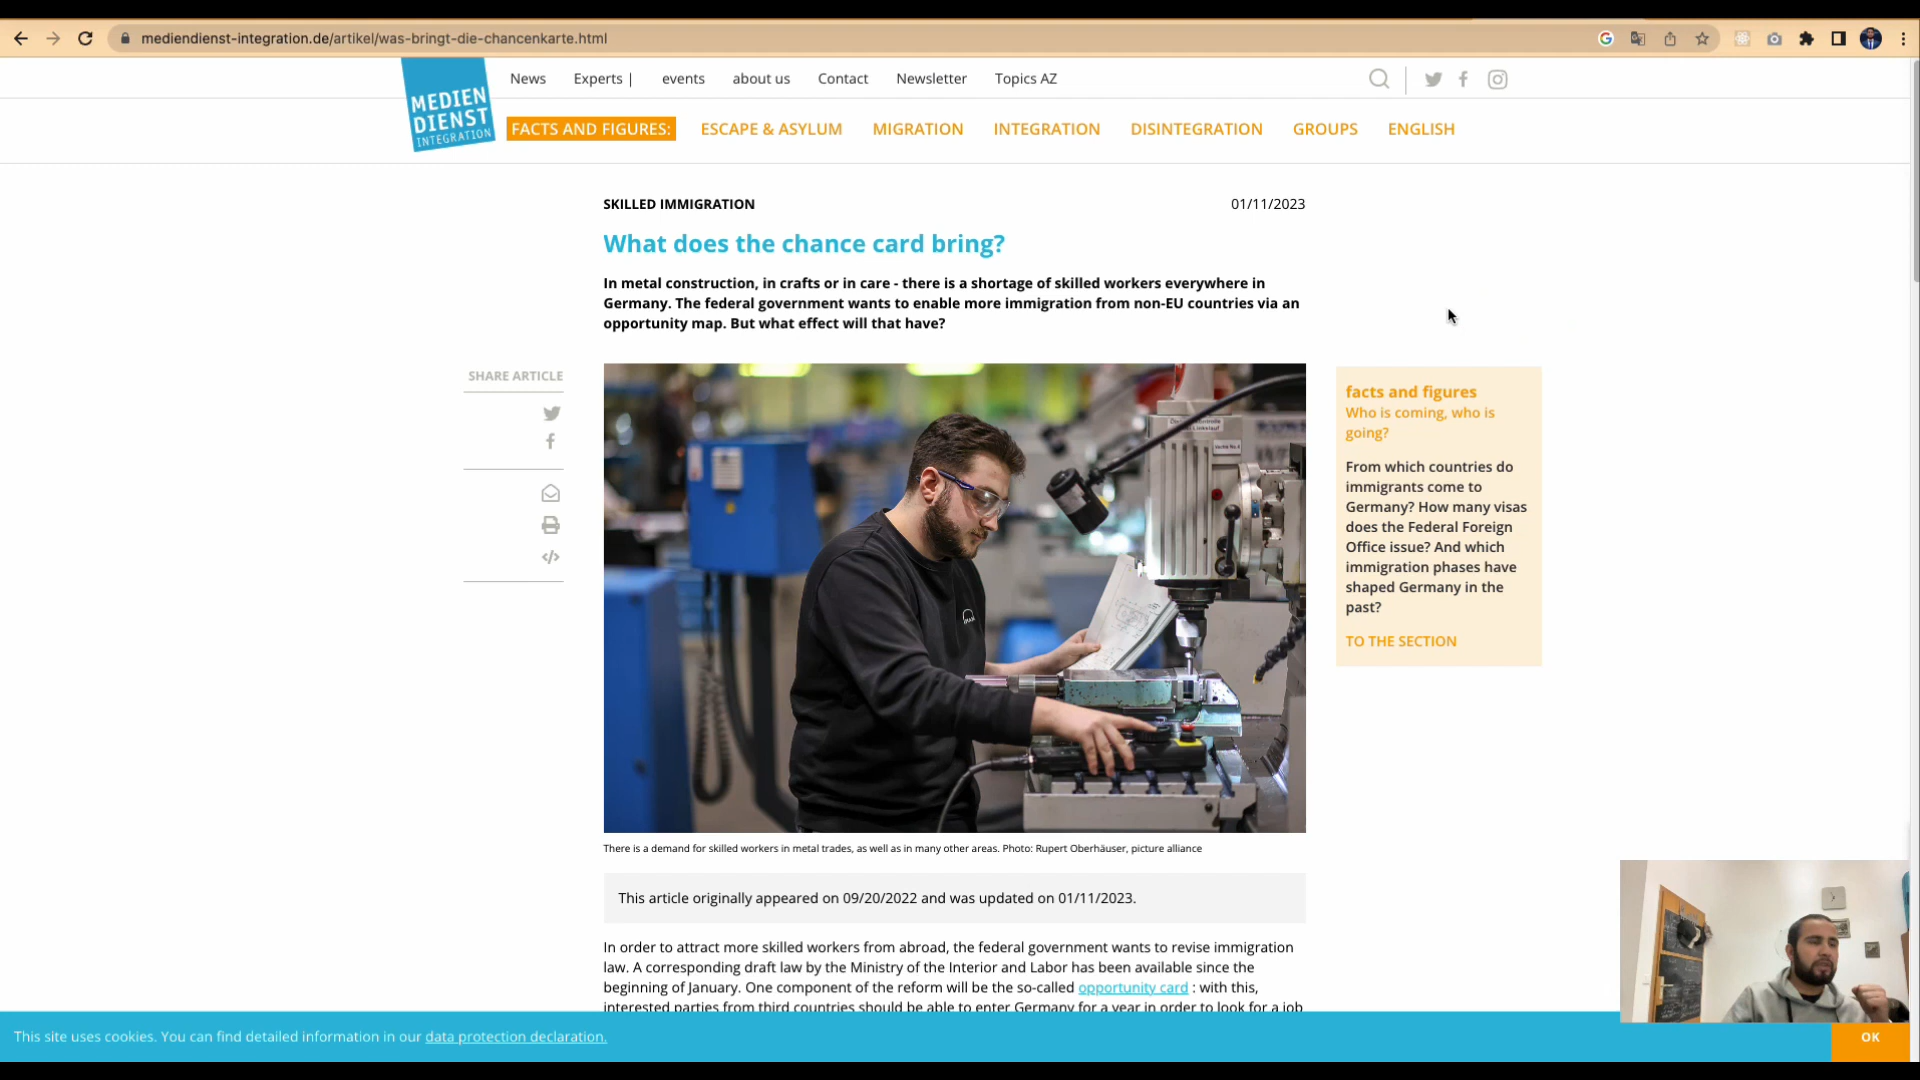 mediendienst-integration.de/artikel/was-bringt-die-chancenkarte.html
MEDIEN
DIENST
INTEGRATION
News Experts | events about us Contact Newsletter Topics AZ
FACTS AND FIGURES: ESCAPE & ASYLUM MIGRATION INTEGRATION DISINTEGRATION GROUPS ENGLISH
SKILLED IMMIGRATION 01/11/2023
What does the chance card bring?
In metal construction, in crafts or in care - there is a shortage of skilled workers everywhere in
Germany. The federal government wants to enable more immigration from non-EU countries via an
opportunity map. But what effect will that have?
SHARE ARTICLE
facts and figures
Who is coming, who is
going?
From which countries do
immigrants come to
Germany? How many visas
does the Federal Foreign
Office issue? And which
immigration phases have
shaped Germany in the
past?
TO THE SECTION
There is a demand for skilled workers in metal trades, as well as in many other areas. Photo: Rupert Oberhäuser, picture alliance
This article originally appeared on 09/20/2022 and was updated on 01/11/2023.
In order to attract more skilled workers from abroad, the federal government wants to revise immigration
law. A corresponding draft law by the Ministry of the Interior and Labor has been available since the
beginning of January. One component of the reform will be the so-called opportunity card : with this,
interested parties from third countries should be able to enter Germany for a year in order to look for a job
This site uses cookies. You can find detailed information in our data protection declaration.
OK